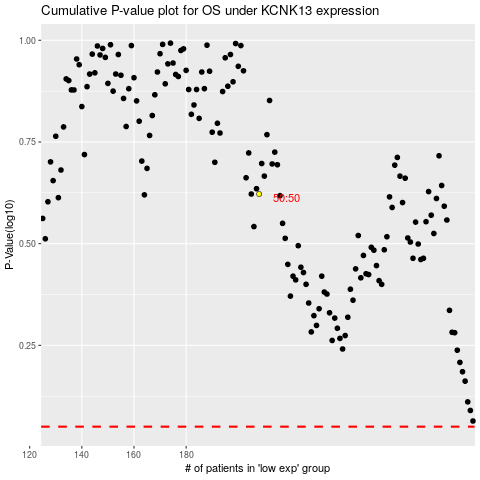 Cumulative P-value plot for OS under KCNK13 expression
P-Value(log10)
1.00
0.75
0.50
0.25
50:50
120 140 160 180
# of patients in 'low exp' group